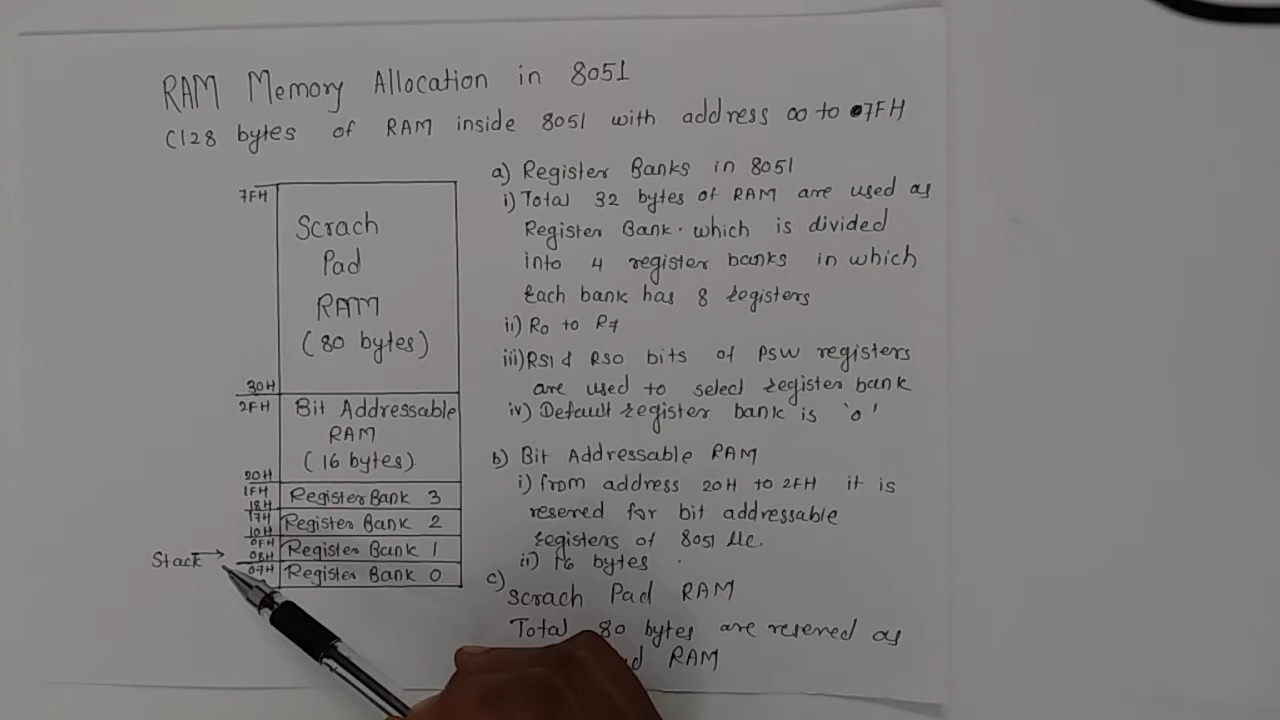 RAM Memory Allocation in 8051
(128 bytes of RAM inside 8051 with address 00 to 07FH
7FH
Scrach
Pad
RAM
(80 bytes)
30H
2FH
Bit Addressable
RAM
(16 bytes)
20H
1FH
18H
Register Bank 3
17H
10H
Register Bank 2
0FH
08H
Register Bank 1
Stack →
07H
Register Bank 0
a) Register Banks in 8051
i) Total 32 bytes of RAM are used as
Register Bank. which is divided
into 4 register banks in which
Each bank has 8 registers
ii) R0 to R7
iii) RS1 & RS0 bits of PSW registers
are used to select register bank
iv) Default register bank is 'o'
b) Bit Addressable RAM
i) from address 20H to 2FH it is
reserved for bit addressable
registers of 8051 uc.
ii) 16 bytes
c)
Scrach Pad RAM
Total 80 bytes are reserved as
RAM